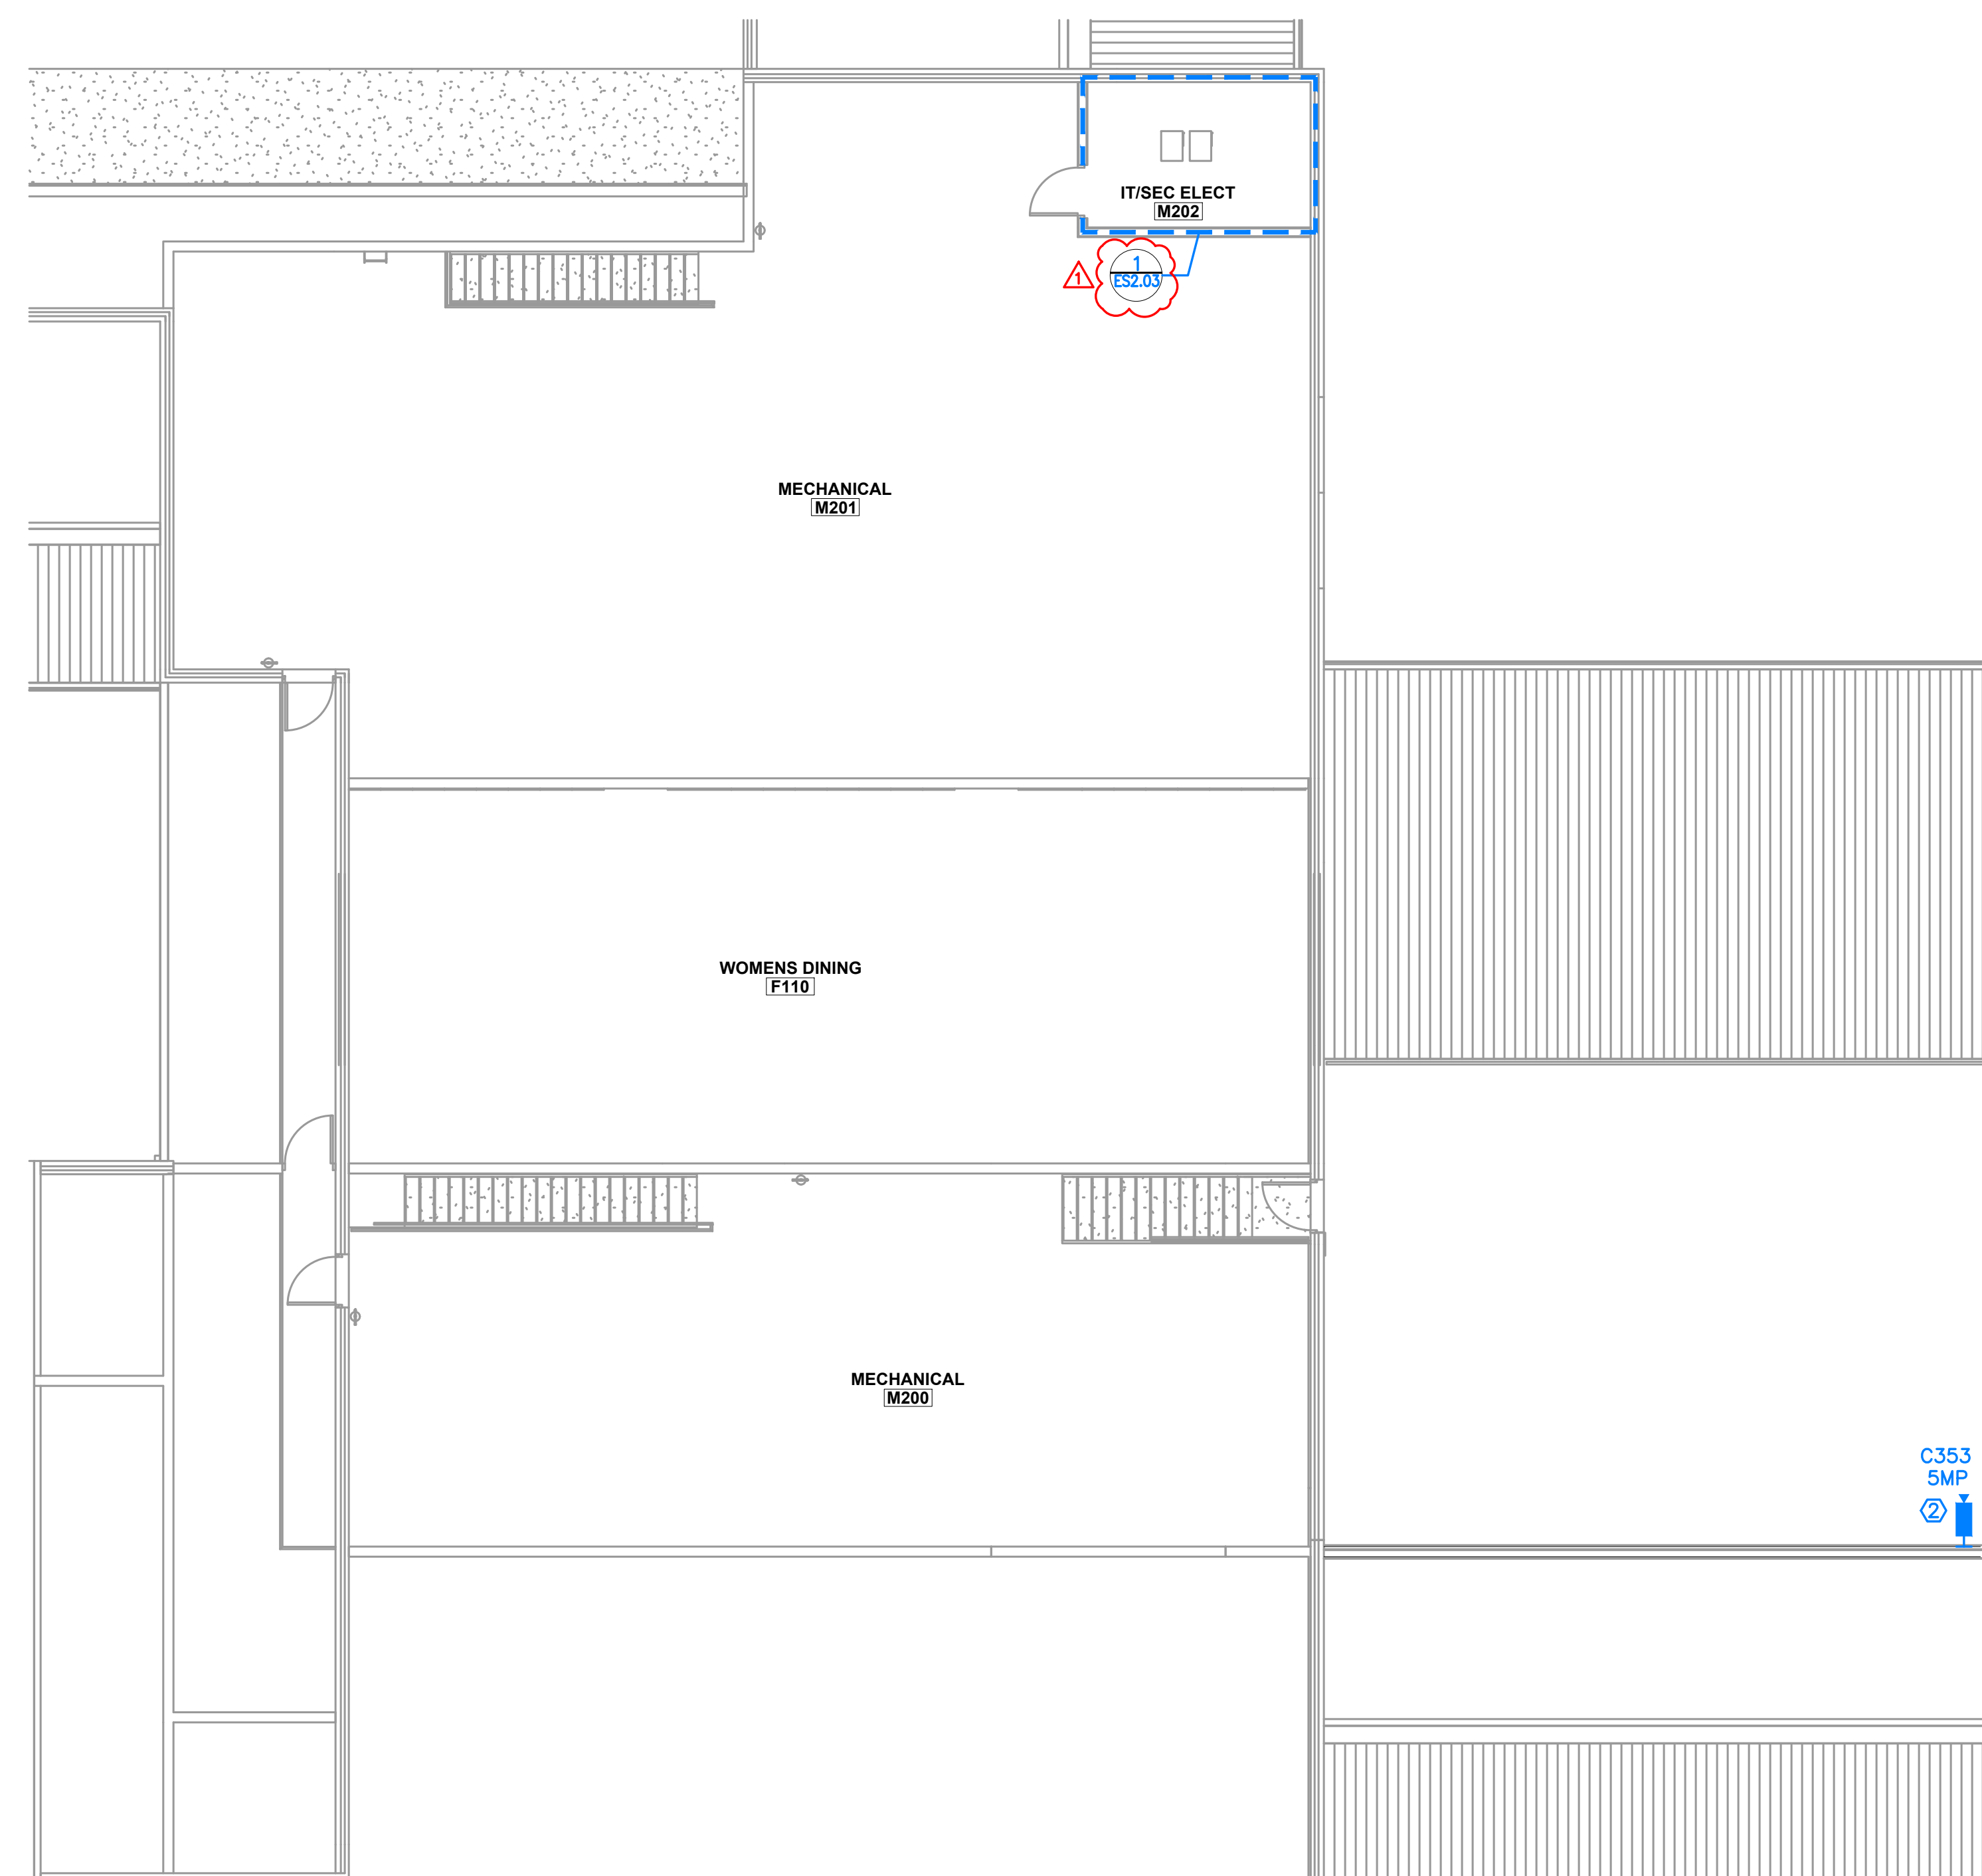 IT/SEC ELECT
M202
1
1
ES2.03
MECHANICAL
M201
WOMENS DINING
F110
MECHANICAL
M200
C353
5MP
2